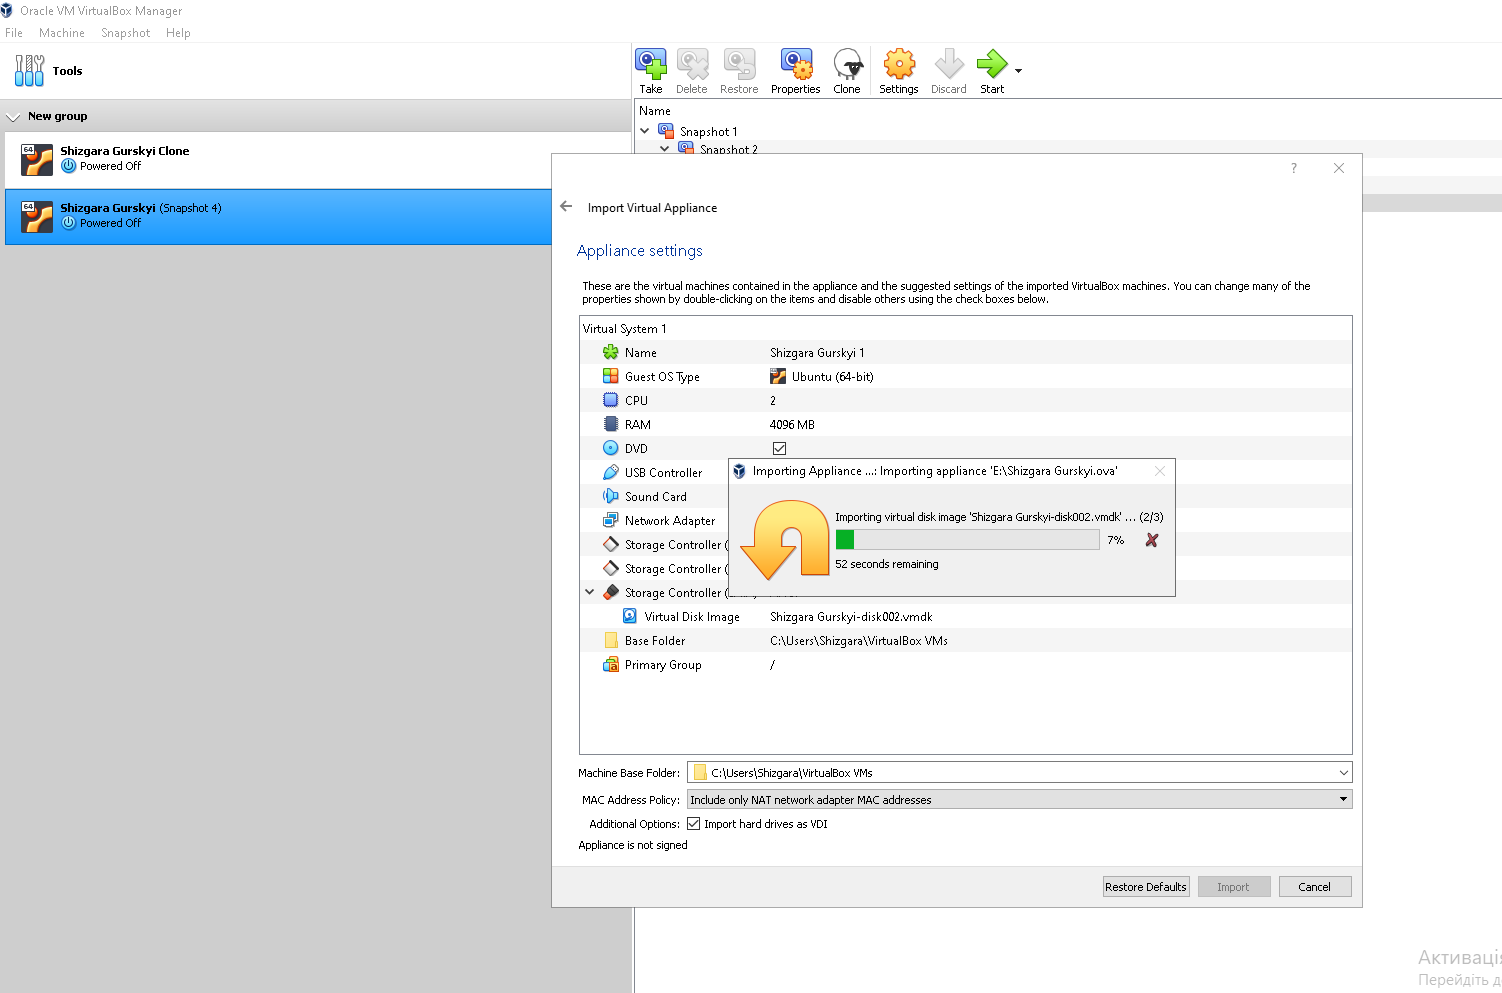 Oracle VM VirtualBox Manager
File Machine Snapshot Help
Tools
Take Delete Restore Properties Clone Settings Discard Start
New group
64
Shizgara Gurskyi Clone
Powered Off
64
Shizgara Gurskyi (Snapshot 4)
Powered Off
Name
Snapshot 1
Snapshot 2
?
Import Virtual Appliance
Appliance settings
These are the virtual machines contained in the appliance and the suggested settings of the imported VirtualBox machines. You can change many of the
properties shown by double-clicking on the items and disable others using the check boxes below.
Virtual System 1
Name Shizgara Gurskyi 1
Guest OS Type Ubuntu (64-bit)
CPU 2
RAM 4096 MB
DVD
USB Controller
Sound Card
Network Adapter
Storage Controller (
Storage Controller (
Storage Controller (
Virtual Disk Image Shizgara Gurskyi-disk002.vmdk
Base Folder C:\Users\Shizgara\VirtualBox VMs
Primary Group /
Importing Appliance ...: Importing appliance 'E:\Shizgara Gurskyi.ova'
Importing virtual disk image 'Shizgara Gurskyi-disk002.vmdk' ... (2/3)
7%
52 seconds remaining
Machine Base Folder: C:\Users\Shizgara\VirtualBox VMs
MAC Address Policy: Include only NAT network adapter MAC addresses
Additional Options: Import hard drives as VDI
Appliance is not signed
Restore Defaults Import Cancel
Активація
Перейдіть д